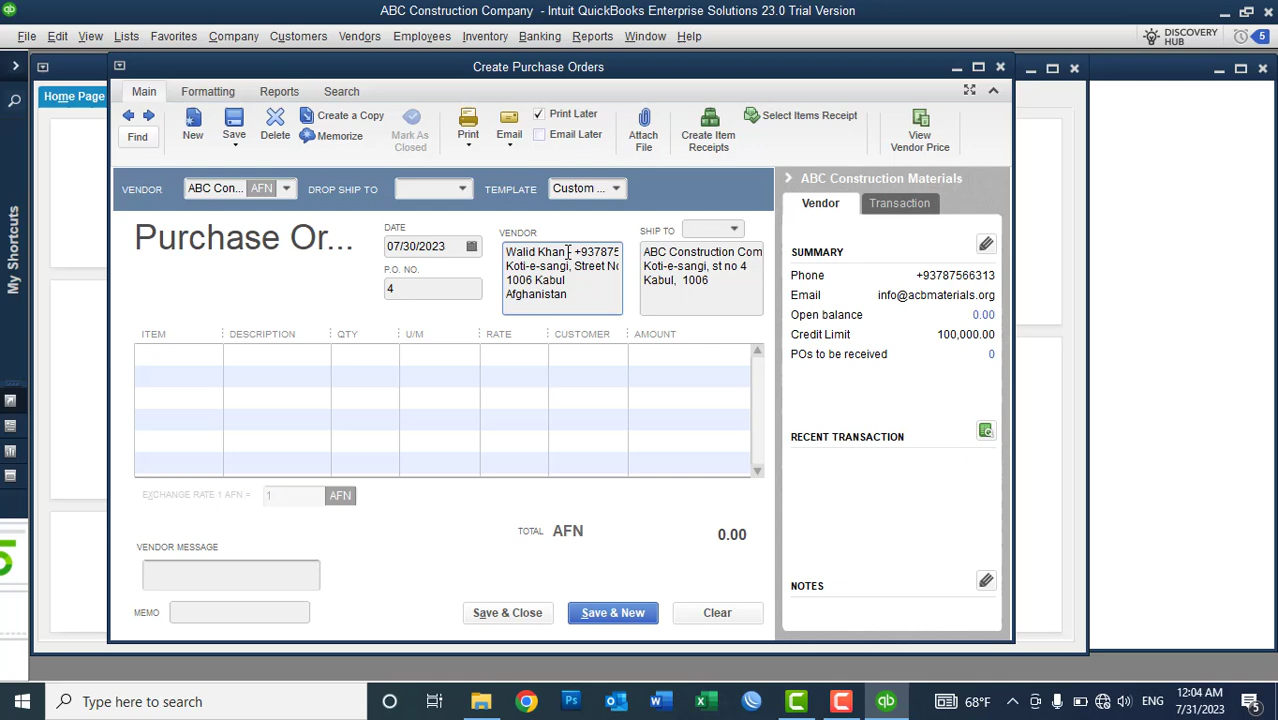 ABC Construction Company - Intuit QuickBooks Enterprise Solutions 23.0 Trial Version
File Edit View Lists Favorites Company Customers Vendors Employees Inventory Banking Reports Window Help
DISCOVERY HUB 5
Create Purchase Orders
Home Page
Main Formatting Reports Search
Find
New
Save
Delete
Create a Copy
Memorize
Mark As
Closed
Print
Email
Print Later
Email Later
Attach
File
Create Item
Receipts
Select Items Receipt
View
Vendor Price
My Shortcuts
VENDOR ABC Con... AFN DROP SHIP TO TEMPLATE Custom ...
Purchase Or...
DATE
07/30/2023
P.O. NO.
4
VENDOR
Walid Khan +937875
Koti-e-sangi, Street No
1006 Kabul
Afghanistan
SHIP TO
ABC Construction Com
Koti-e-sangi, st no 4
Kabul, 1006
ITEM DESCRIPTION QTY U/M RATE CUSTOMER AMOUNT
EXCHANGE RATE 1 AFN = 1 AFN
TOTAL AFN 0.00
VENDOR MESSAGE
MEMO
Save & Close Save & New Clear
ABC Construction Materials
Vendor Transaction
SUMMARY
Phone +93787566313
Email info@acbmaterials.org
Open balance 0.00
Credit Limit 100,000.00
POs to be received 0
RECENT TRANSACTION
NOTES
Type here to search
68°F
ENG
12:04 AM
7/31/2023
5